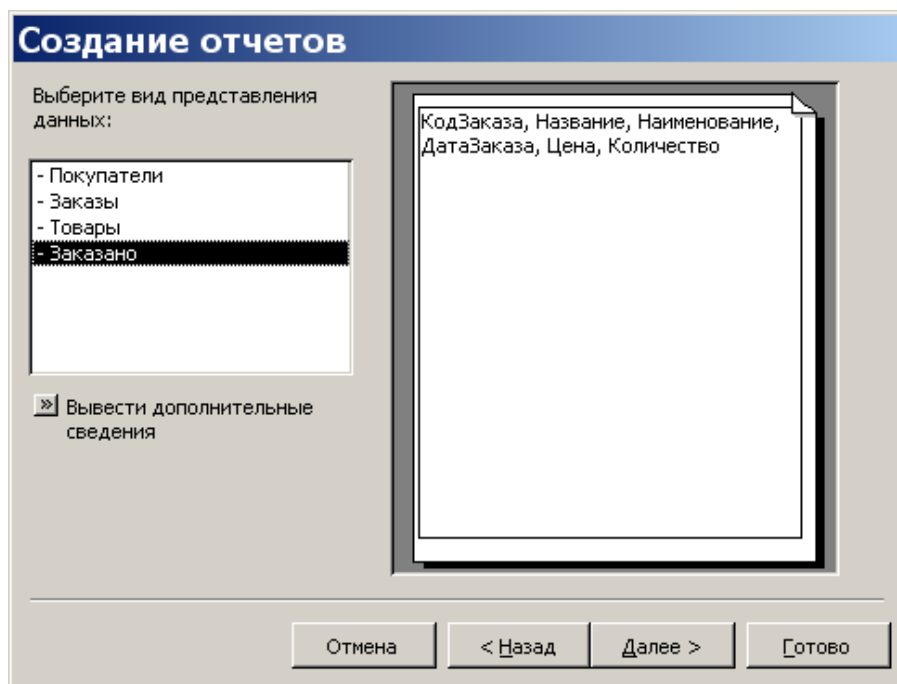 Создание отчетов
Выберите вид представления
данных:
- Покупатели
- Заказы
- Товары
- Заказано
КодЗаказа, Название, Наименование,
ДатаЗаказа, Цена, Количество
» Вывести дополнительные
сведения
Отмена
< Назад
Далее >
Готово